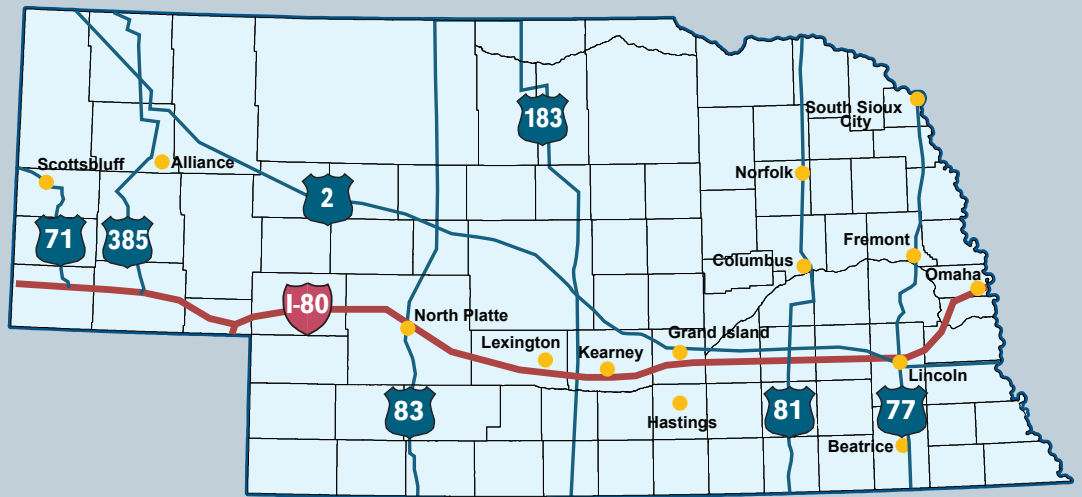 183
South Sioux
City
Scottsbluff
Alliance
Norfolk
2
71
385
Fremont
Columbus
Omaha
I-80
North Platte
Grand Island
Lexington
Kearney
Lincoln
83
Hastings
81
77
Beatrice